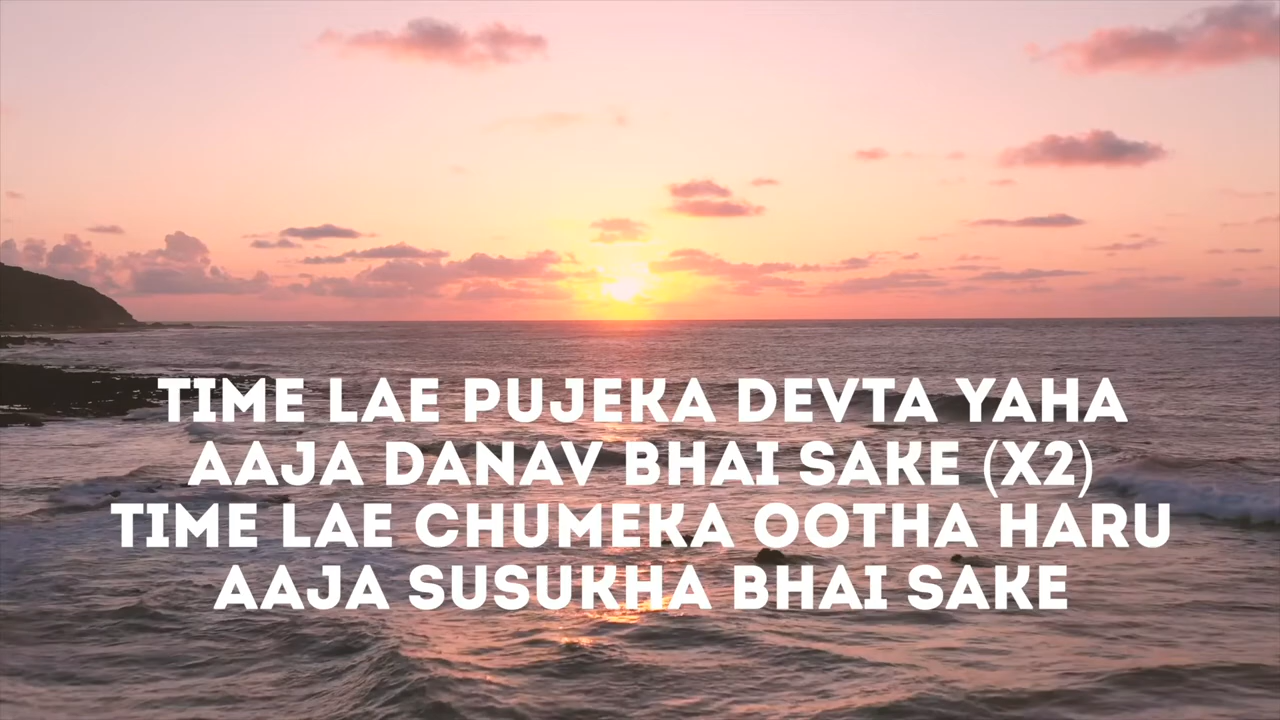 TIME LAE PUJEKA DEVTA YAHA
AAJA DANAV BHAI SAKE (X2)
TIME LAE CHUMEKA OOTHA HARU
AAJA SUSUKHA BHAI SAKE